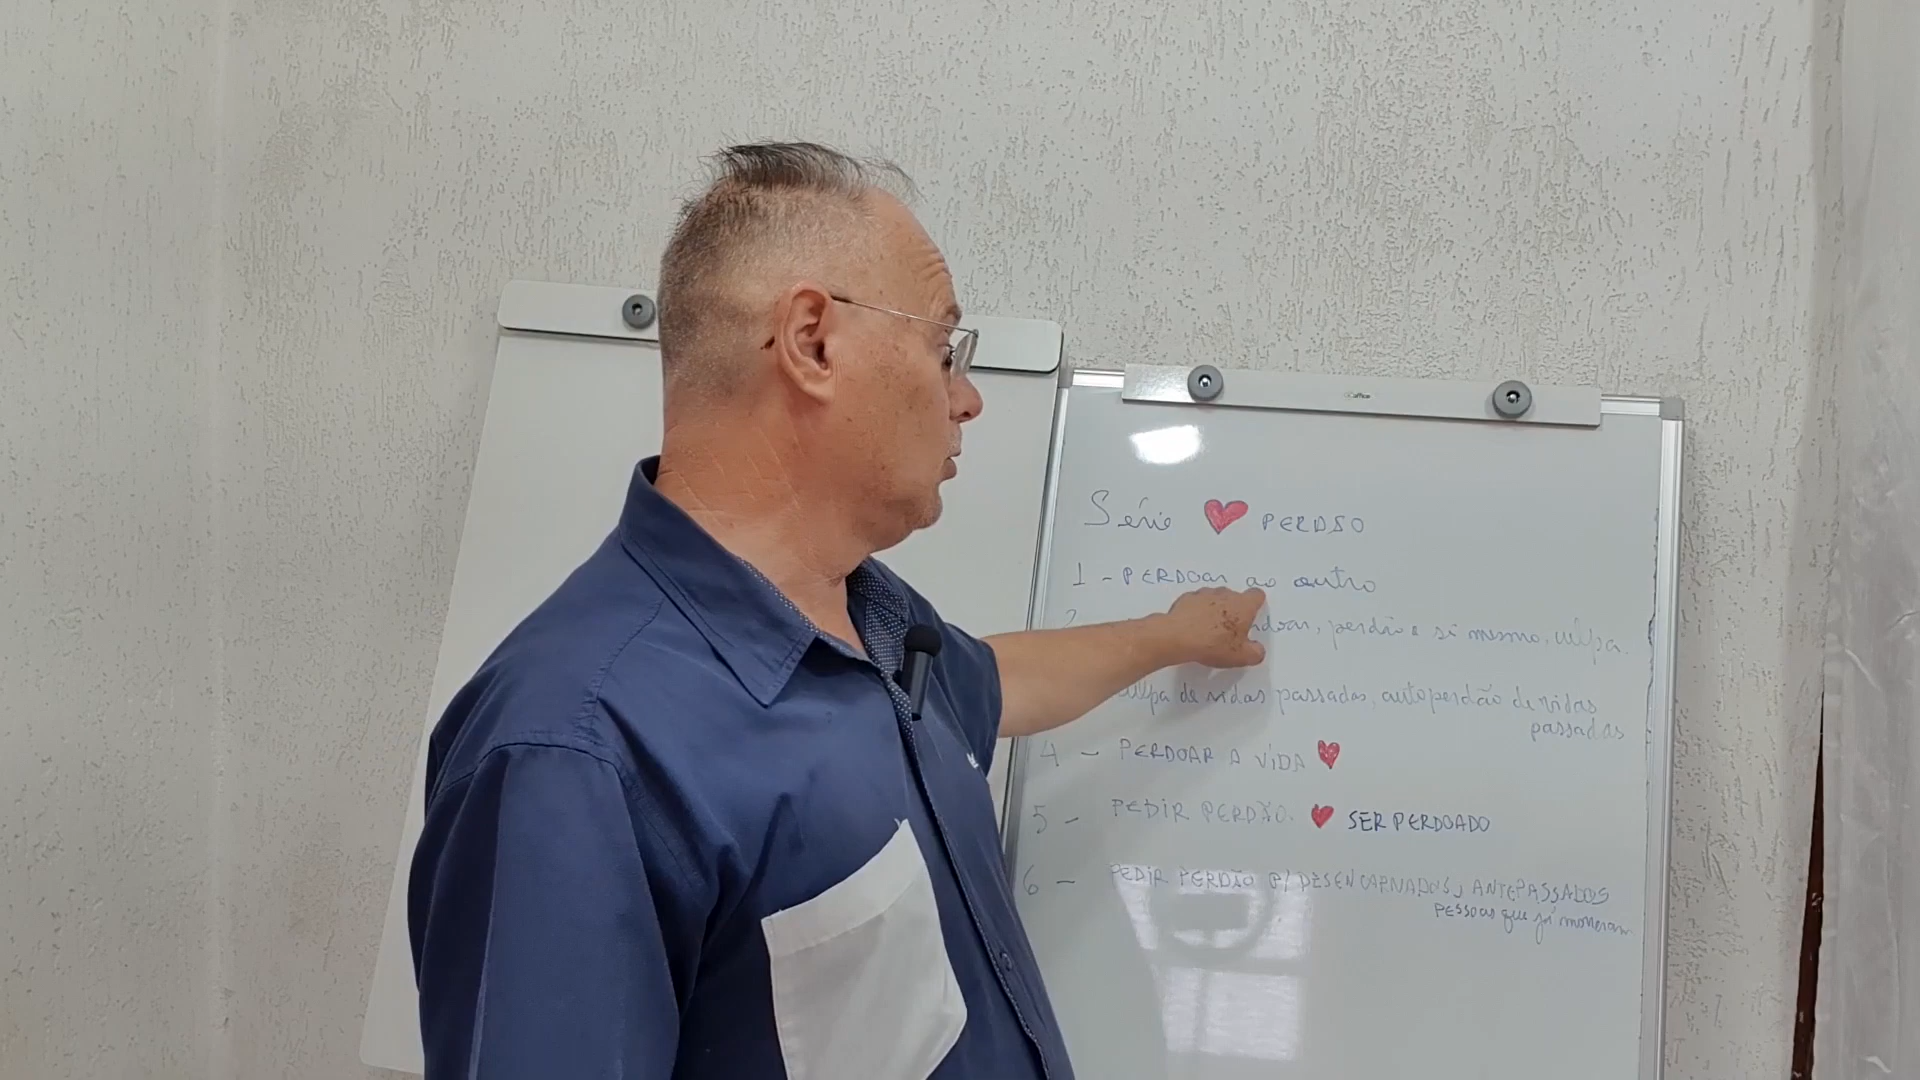 Série ❤ PERDÃO
1 - PERDOAR ao outro
2 perdão a si mesmo, culpa.
culpa de vidas passadas, autoperdão de vidas
passadas
4 - PERDOAR A VIDA ❤
5 - PEDIR PERDÃO. ❤ SER PERDOADO
6 - PEDIR PERDÃO P/ DESENCARNADOS, ANTEPASSADOS
PESSOAS que já morreram